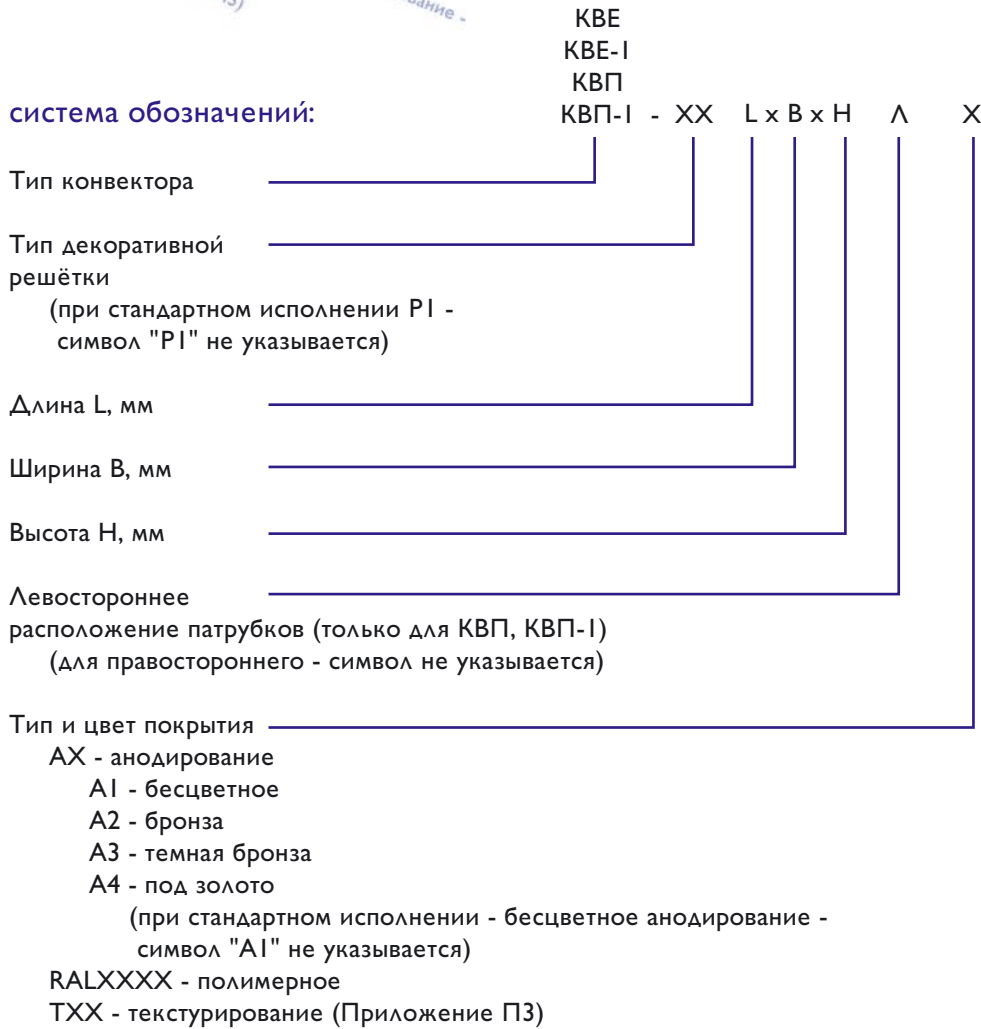 КВЕ
КВЕ-1
КВП
система обозначений: КВП-1 - XX L x B x H Л X
Тип конвектора
Тип декоративной
решётки
(при стандартном исполнении Р1 -
символ "Р1" не указывается)
Длина L, мм
Ширина B, мм
Высота H, мм
Левостороннее
расположение патрубков (только для КВП, КВП-1)
(для правостороннего - символ не указывается)
Тип и цвет покрытия
АХ - анодирование
А1 - бесцветное
А2 - бронза
А3 - темная бронза
А4 - под золото
(при стандартном исполнении - бесцветное анодирование -
символ "А1" не указывается)
RALXXXX - полимерное
ТХХ - текстурирование (Приложение П3)